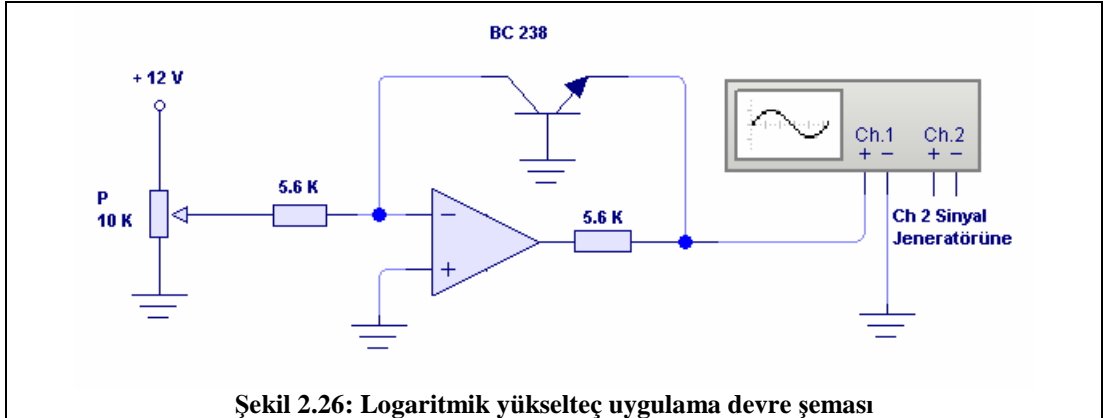 BC 238
+ 12 V
P
10 K
5.6 K
5.6 K
−
+
Ch.1
Ch.2
+ −
+ −
Ch 2 Sinyal
Jeneratörüne
Şekil 2.26: Logaritmik yükselteç uygulama devre şeması